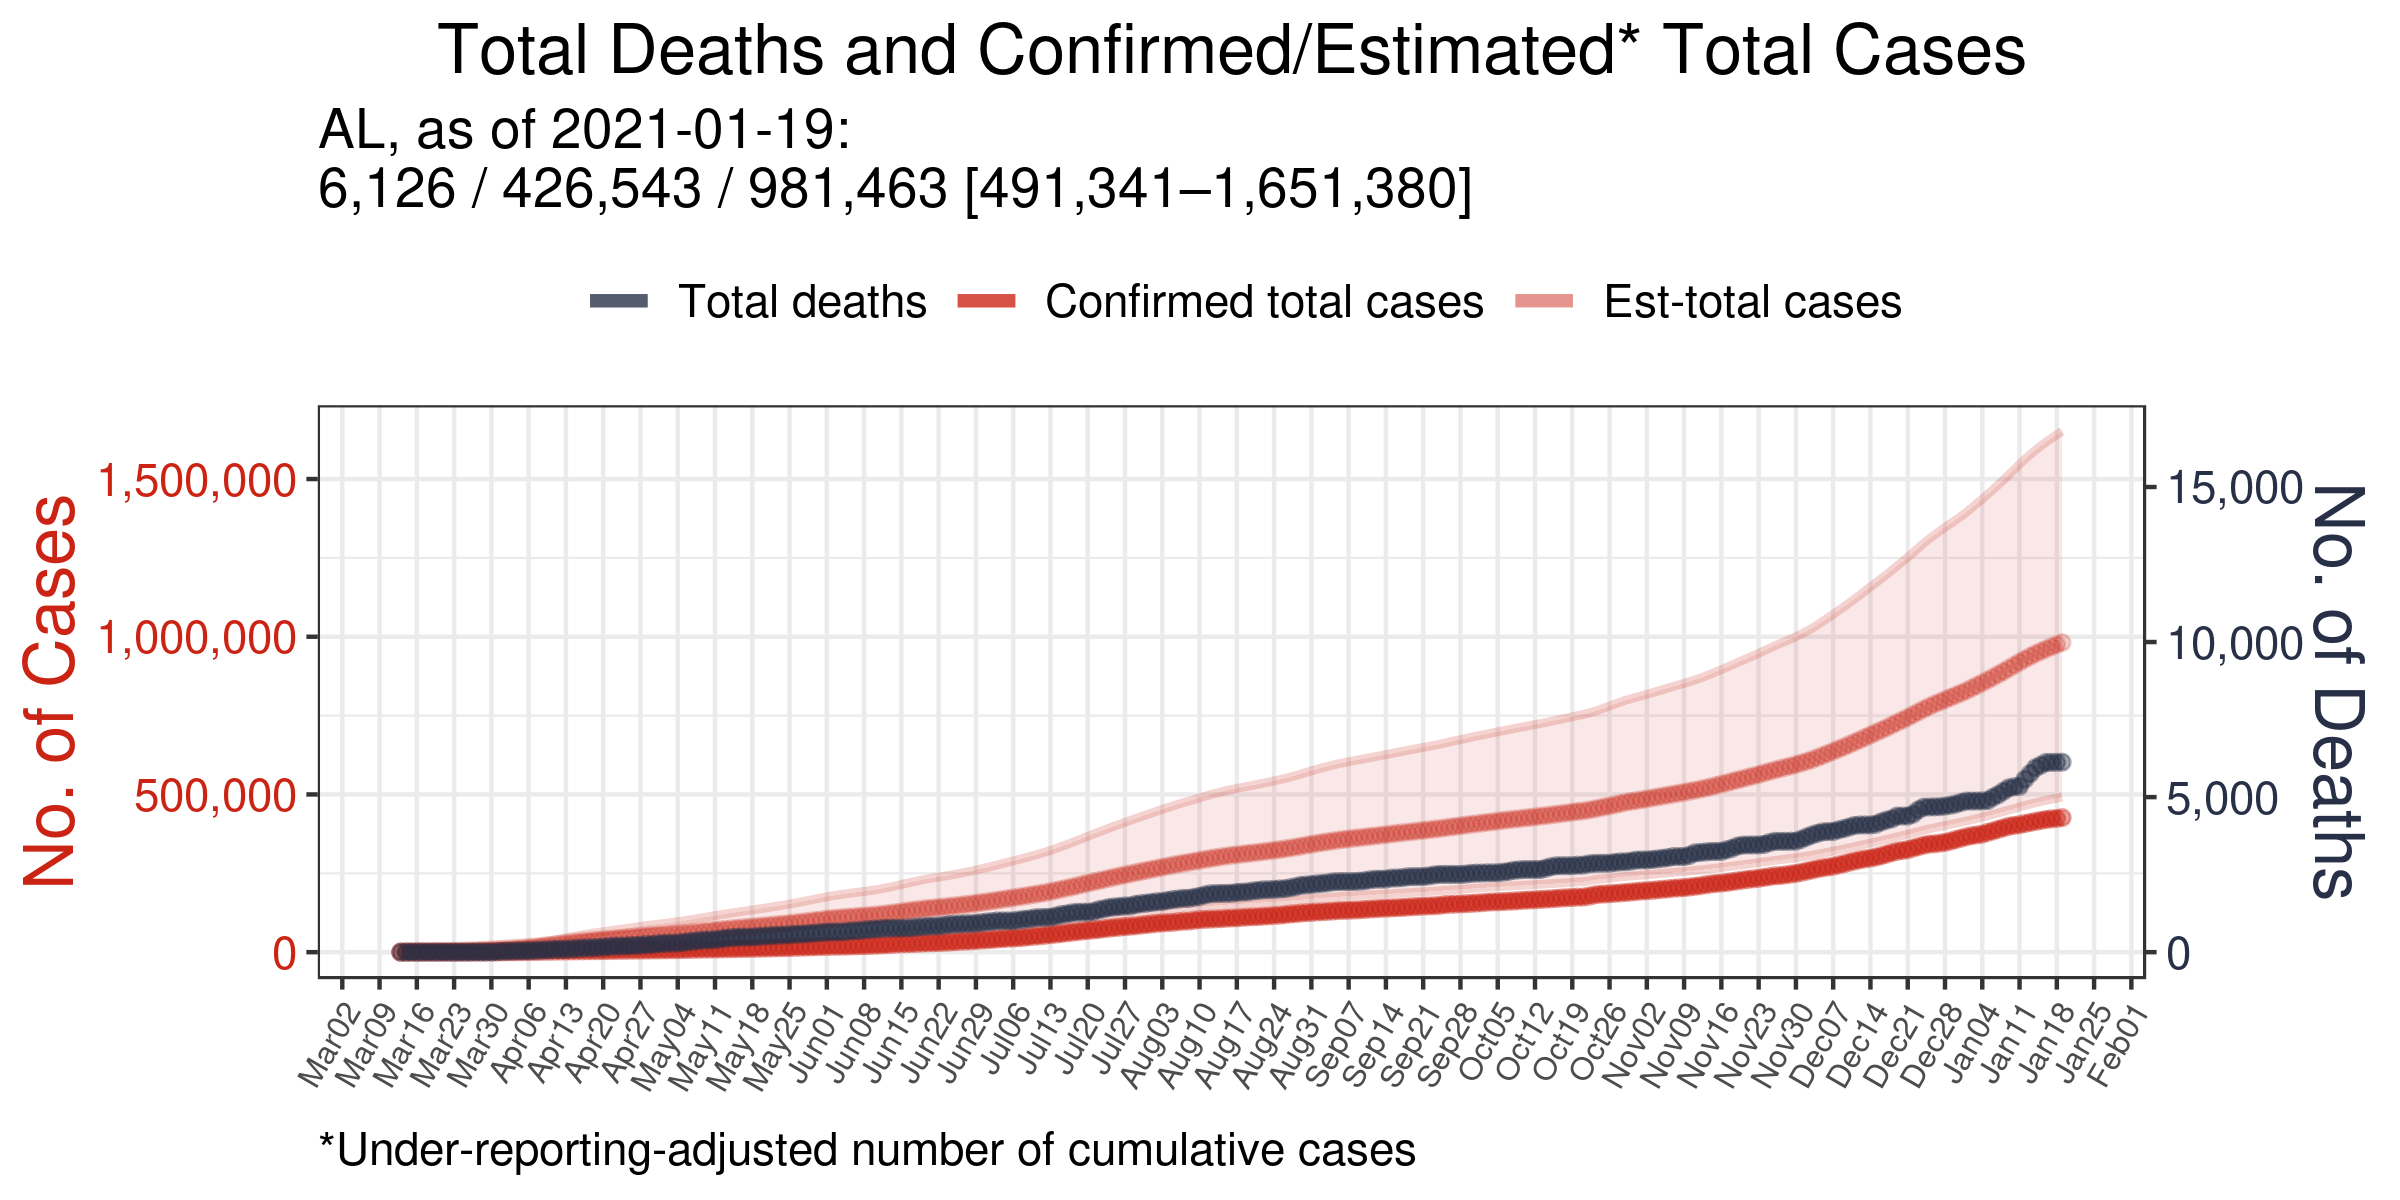 Total Deaths and Confirmed/Estimated* Total Cases
AL, as of 2021-01-19:
6,126 / 426,543 / 981,463 [491,341–1,651,380]
Total deaths
Confirmed total cases
Est-total cases
No. of Cases
1,500,000
1,000,000
500,000
0
15,000
10,000
5,000
0
No. of Deaths
Mar02
Mar09
Mar16
Mar23
Mar30
Apr06
Apr13
Apr20
Apr27
May04
May11
May18
May25
Jun01
Jun08
Jun15
Jun22
Jun29
Jul06
Jul13
Jul20
Jul27
Aug03
Aug10
Aug17
Aug24
Aug31
Sep07
Sep14
Sep21
Sep28
Oct05
Oct12
Oct19
Oct26
Nov02
Nov09
Nov16
Nov23
Nov30
Dec07
Dec14
Dec21
Dec28
Jan04
Jan11
Jan18
Jan25
Feb01
*Under-reporting-adjusted number of cumulative cases